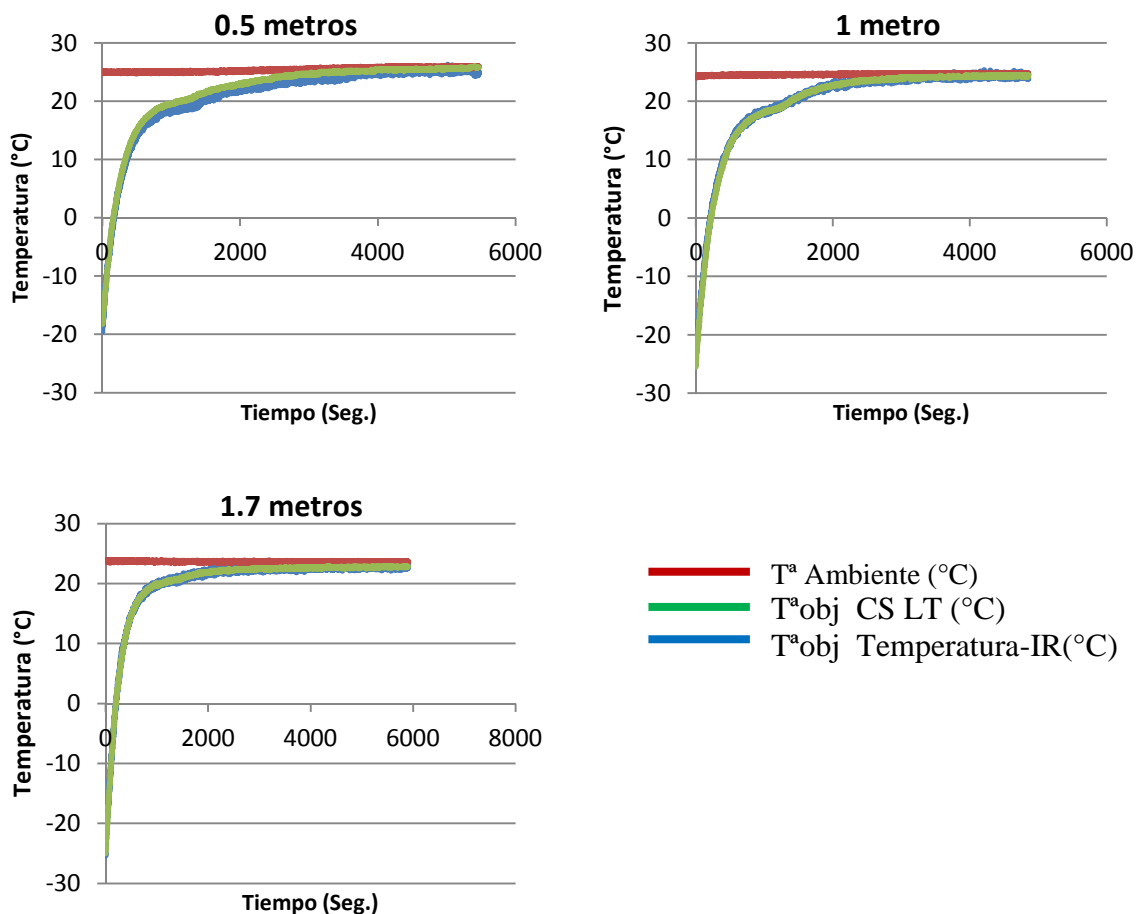 0.5 metros
30
20
10
0
-10
-20
-30
0 2000 4000 6000
Temperatura (°C)
Tiempo (Seg.)
1 metro
30
20
10
0
-10
-20
-30
0 2000 4000 6000
Temperatura (°C)
Tiempo (Seg.)
1.7 metros
30
20
10
0
-10
-20
-30
0 2000 4000 6000 8000
Temperatura (°C)
Tiempo (Seg.)
Tª Ambiente (°C)
Tªobj CS LT (°C)
Tªobj Temperatura-IR(°C)